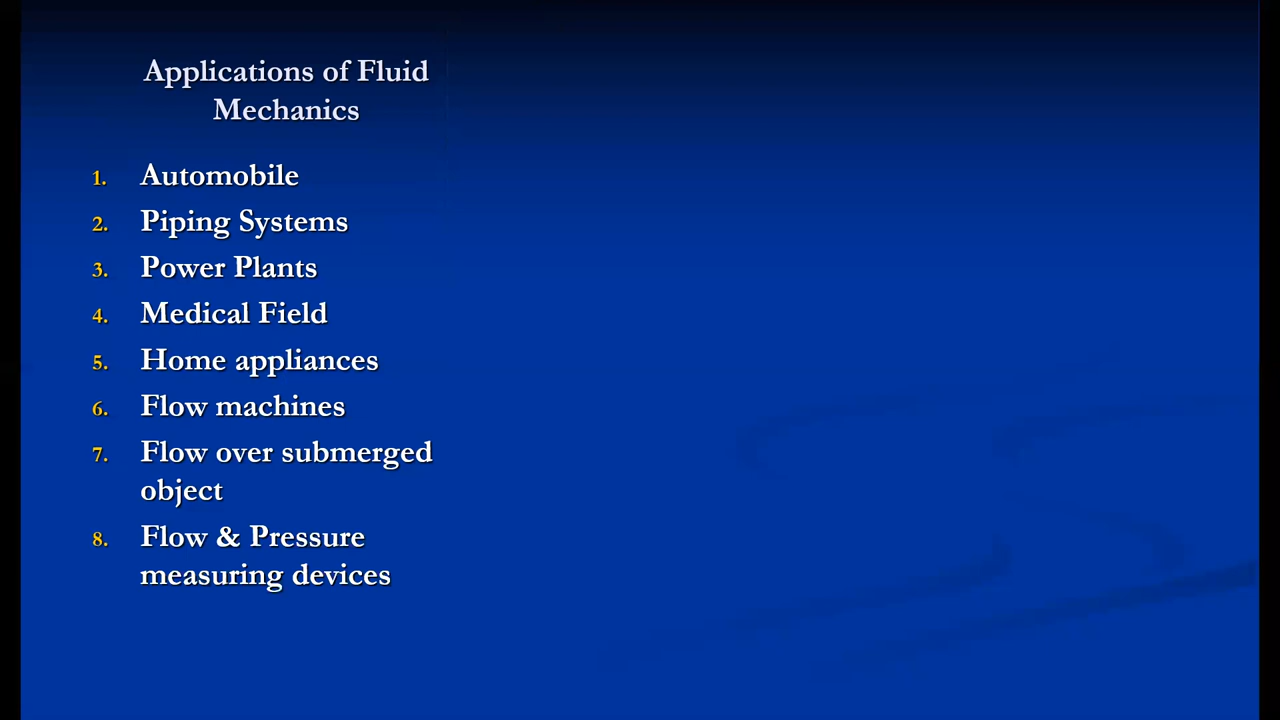 Applications of Fluid
Mechanics
1. Automobile
2. Piping Systems
3. Power Plants
4. Medical Field
5. Home appliances
6. Flow machines
7. Flow over submerged
object
8. Flow & Pressure
measuring devices